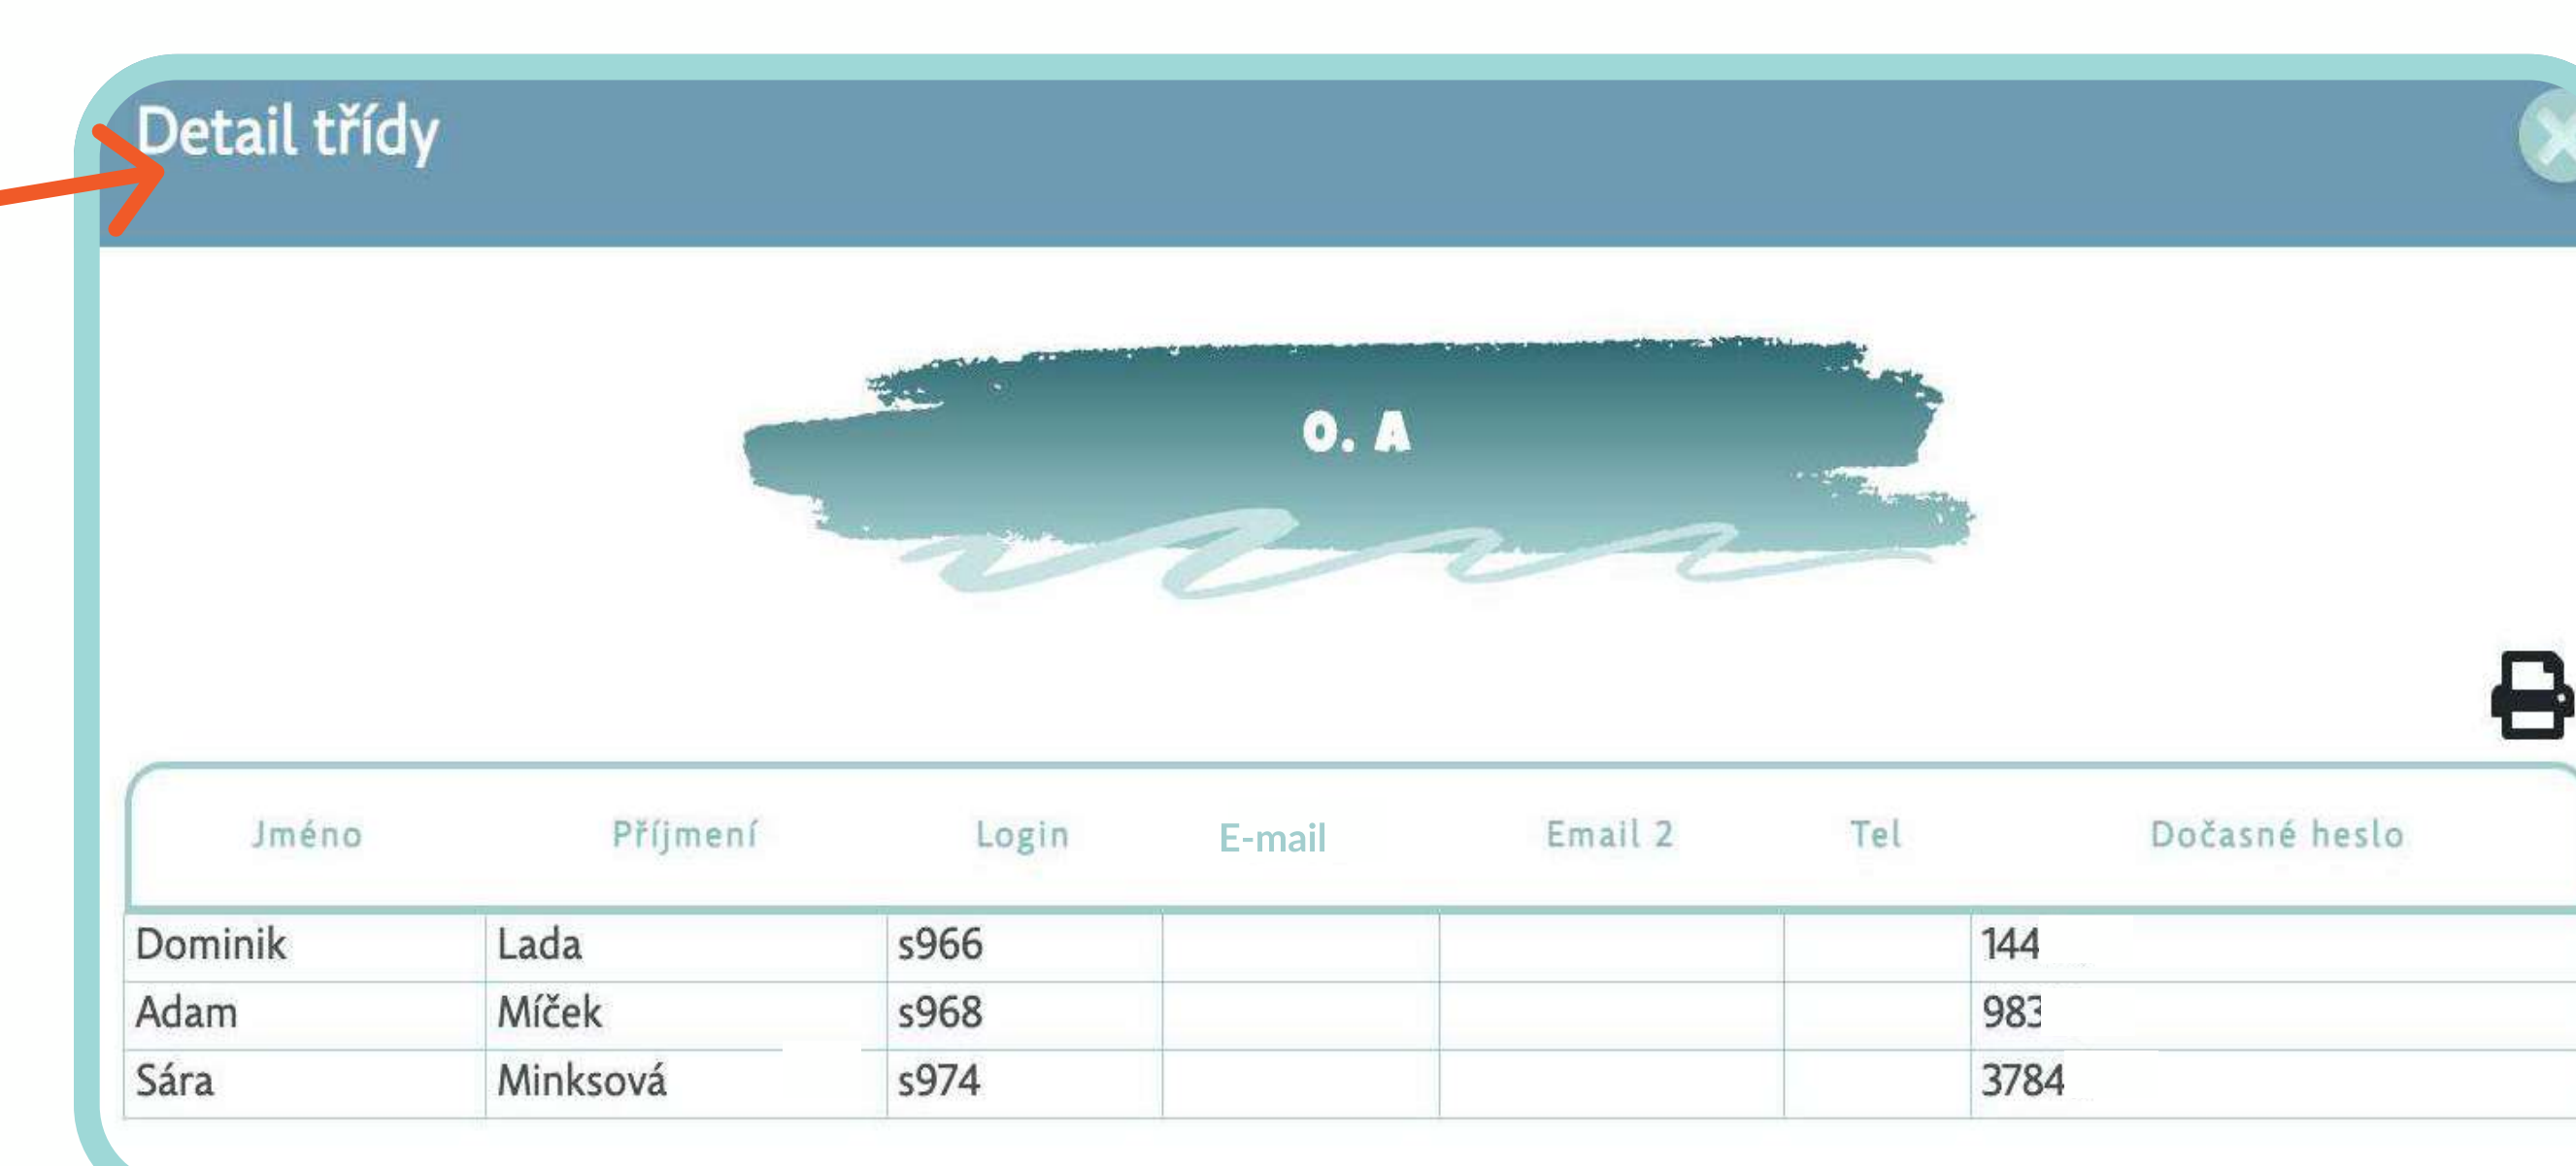 Detail třídy
0. A
Jméno Příjmení Login E-mail Email 2 Tel Dočasné heslo
Dominik Lada s966 144
Adam Míček s968 983
Sára Minksová s974 3784